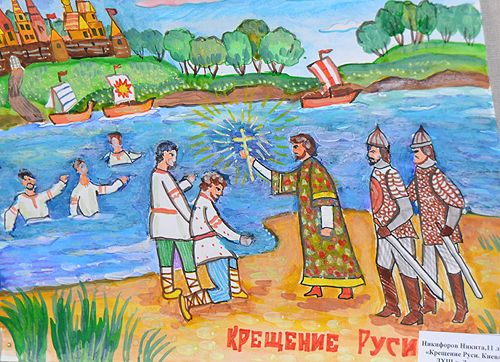 КРЕЩЕНИЕ РУСИ
Никифоров Никита, 11 л
«Крещение Руси. Киев